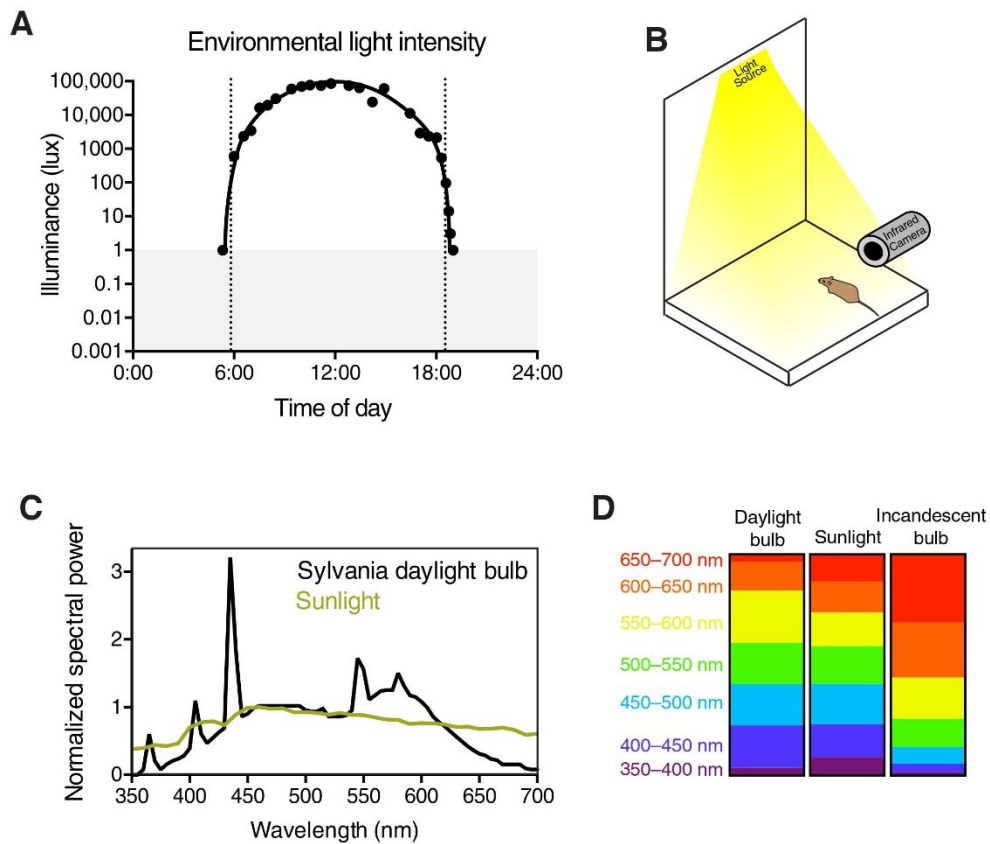 A
Environmental light intensity
Illuminance (lux)
100,000
10,000
1000
100
10
1
0.1
0.01
0.001
0:00 6:00 12:00 18:00 24:00
Time of day
B
Light
Source
Infrared
Camera
C
Normalized spectral power
3
2
1
0
Sylvania daylight bulb
Sunlight
350 400 450 500 550 600 650 700
Wavelength (nm)
D
Daylight
bulb
Sunlight
Incandescent
bulb
650–700 nm
600–650 nm
550–600 nm
500–550 nm
450–500 nm
400–450 nm
350–400 nm